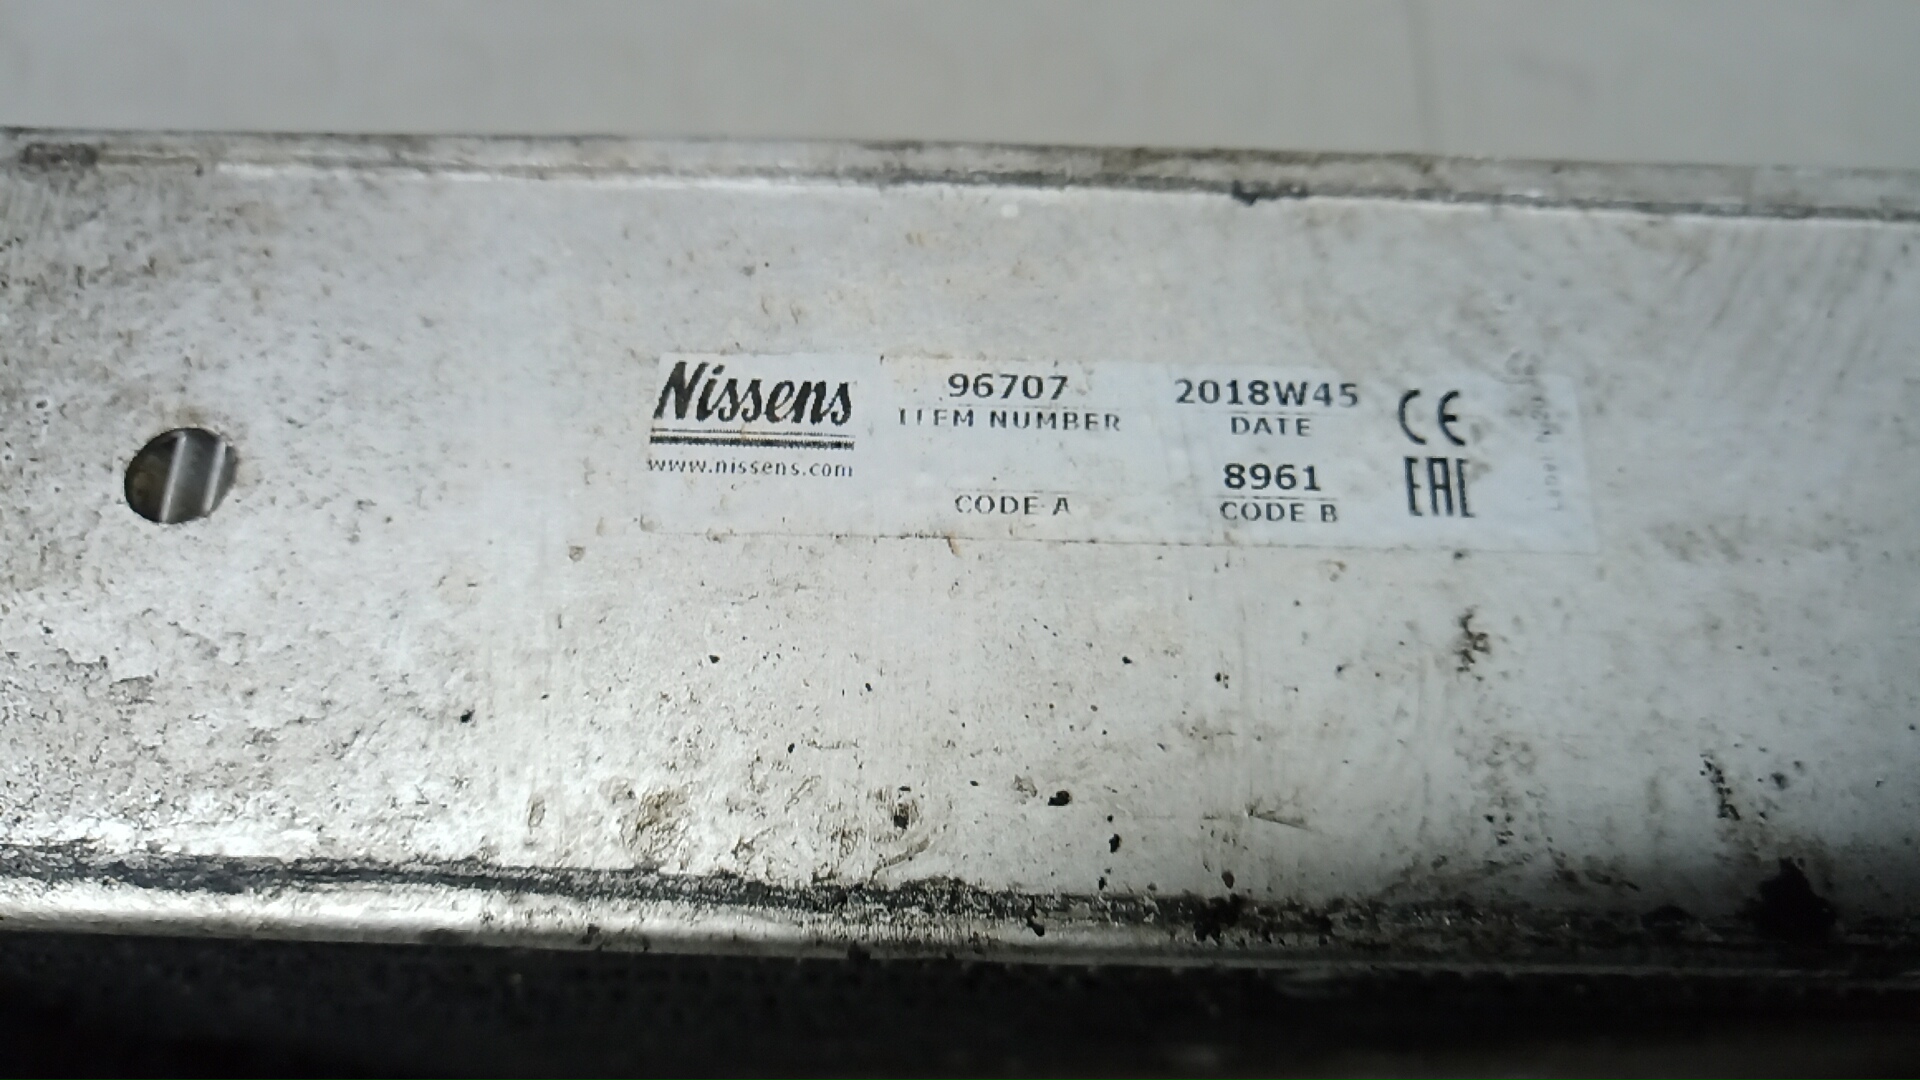 Nissens
www.nissens.com
96707
ITEM NUMBER
CODE A
2018W45
DATE
8961
CODE B
CE
EAC